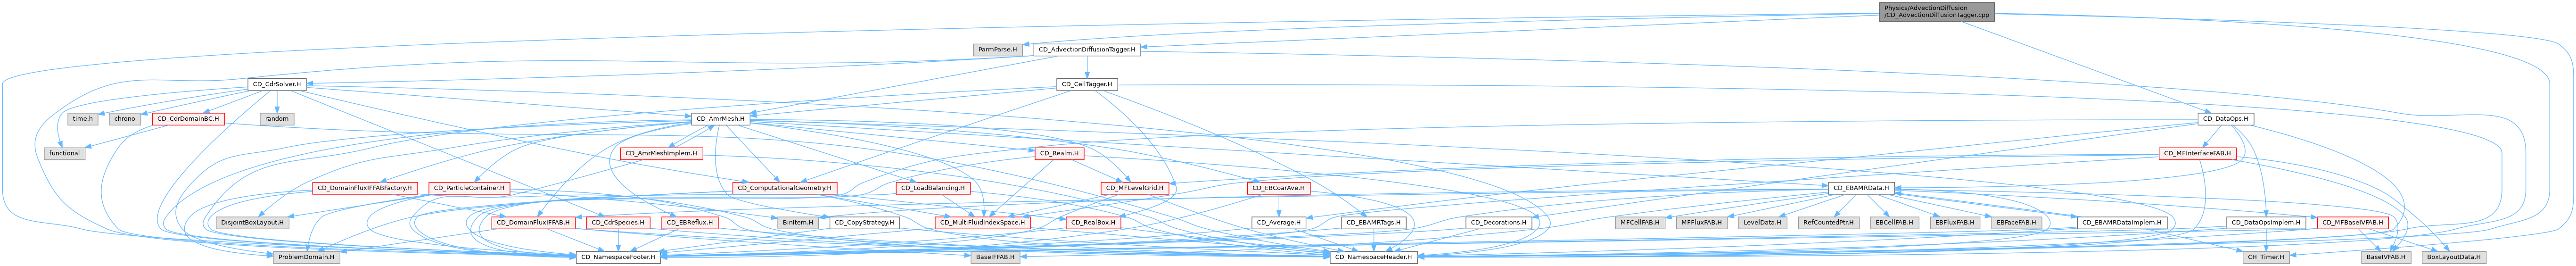 Physics/AdvectionDiffusion
/CD_AdvectionDiffusionTagger.cpp
ParmParse.H
CD_AdvectionDiffusionTagger.H
CD_CdrSolver.H
CD_CellTagger.H
time.h
chrono
CD_CdrDomainBC.H
random
CD_AmrMesh.H
CD_DataOps.H
functional
CD_AmrMeshImplem.H
CD_Realm.H
CD_MFInterfaceFAB.H
CD_DomainFluxIFFABFactory.H
CD_ParticleContainer.H
CD_ComputationalGeometry.H
CD_LoadBalancing.H
CD_MFLevelGrid.H
CD_EBCoarAve.H
CD_EBAMRData.H
DisjointBoxLayout.H
CD_DomainFluxIFFAB.H
CD_CdrSpecies.H
CD_EBReflux.H
BinItem.H
CD_CopyStrategy.H
CD_MultiFluidIndexSpace.H
CD_RealBox.H
CD_Average.H
CD_EBAMRTags.H
CD_Decorations.H
MFCellFAB.H
MFFluxFAB.H
LevelData.H
RefCountedPtr.H
EBCellFAB.H
EBFluxFAB.H
EBFaceFAB.H
CD_EBAMRDataImplem.H
CD_DataOpsImplem.H
CD_MFBaseIVFAB.H
ProblemDomain.H
CD_NamespaceFooter.H
BaseIFFAB.H
CD_NamespaceHeader.H
CH_Timer.H
BaseIVFAB.H
BoxLayoutData.H